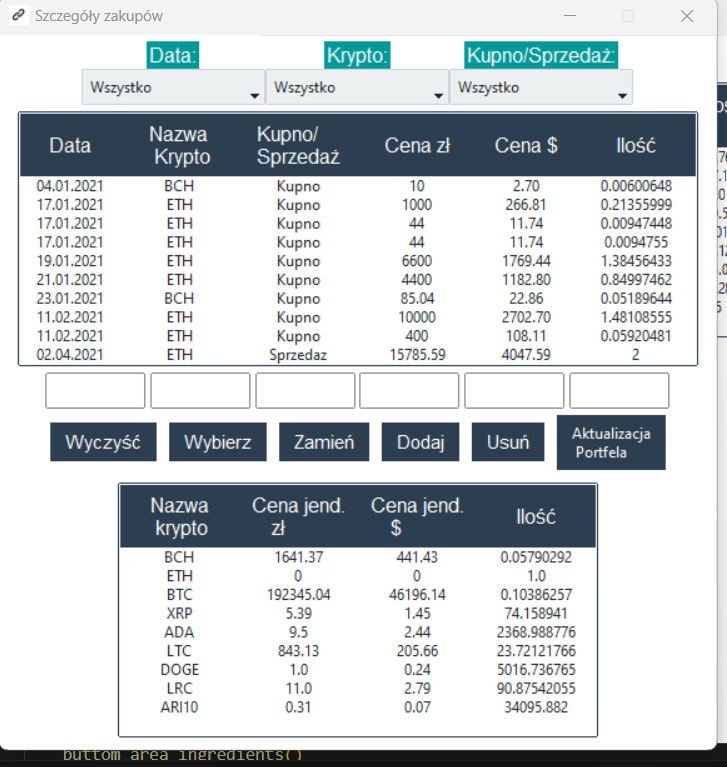 Szczegóły zakupów
Data: Krypto: Kupno/Sprzedaż:
Wszystko Wszystko Wszystko
Data Nazwa Krypto Kupno/ Sprzedaż Cena zł Cena $ Ilość
04.01.2021 BCH Kupno 10 2.70 0.00600648
17.01.2021 ETH Kupno 1000 266.81 0.21355999
17.01.2021 ETH Kupno 44 11.74 0.00947448
17.01.2021 ETH Kupno 44 11.74 0.0094755
19.01.2021 ETH Kupno 6600 1769.44 1.38456433
21.01.2021 ETH Kupno 4400 1182.80 0.84997462
23.01.2021 BCH Kupno 85.04 22.86 0.05189644
11.02.2021 ETH Kupno 10000 2702.70 1.48108555
11.02.2021 ETH Kupno 400 108.11 0.05920481
02.04.2021 ETH Sprzedaz 15785.59 4047.59 2
Wyczyść Wybierz Zamień Dodaj Usuń Aktualizacja Portfela
Nazwa krypto Cena jend. zł Cena jend. $ Ilość
BCH 1641.37 441.43 0.05790292
ETH 0 0 1.0
BTC 192345.04 46196.14 0.10386257
XRP 5.39 1.45 74.158941
ADA 9.5 2.44 2368.988776
LTC 843.13 205.66 23.72121766
DOGE 1.0 0.24 5016.736765
LRC 11.0 2.79 90.87542055
ARI10 0.31 0.07 34095.882
buttom_area_ingredients()